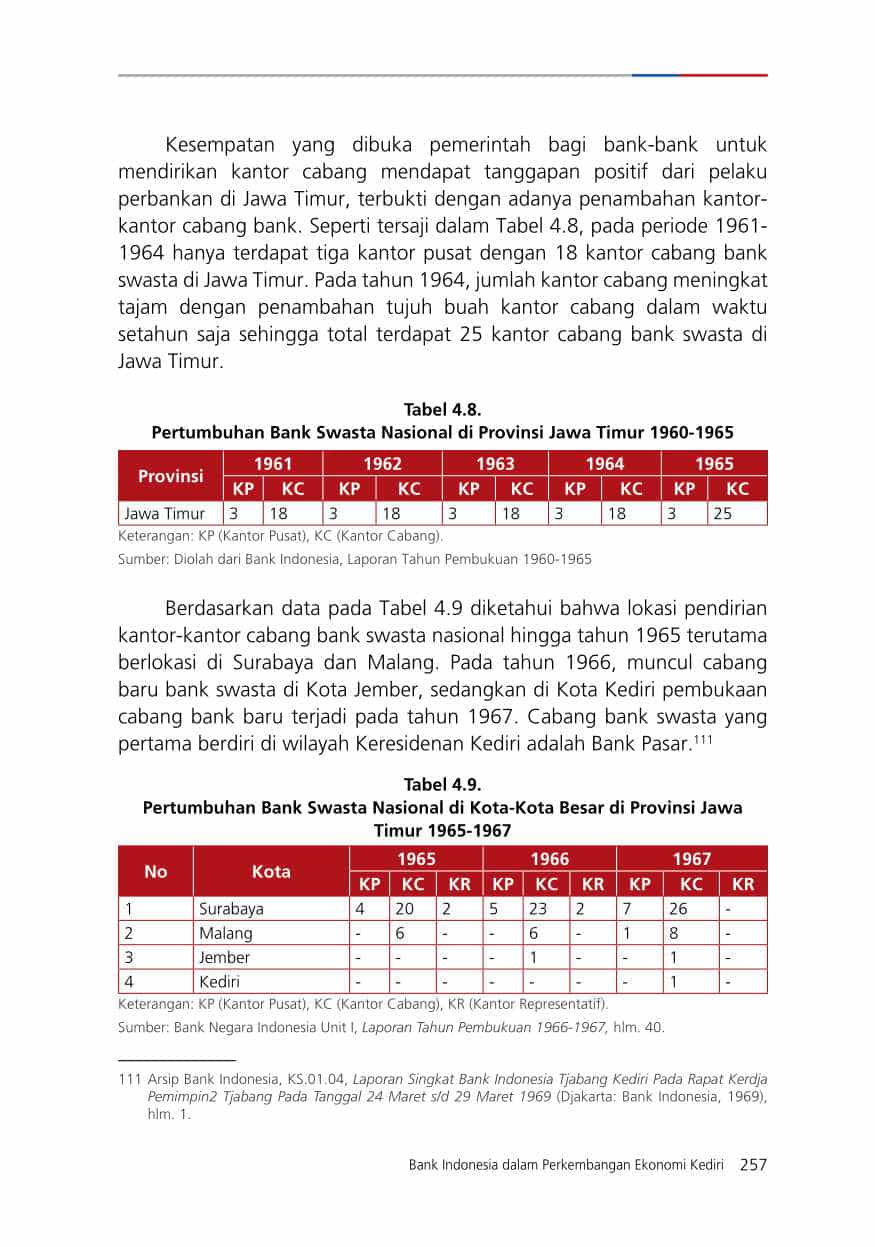 Kesempatan yang dibuka pemerintah bagi bank-bank untuk
mendirikan kantor cabang mendapat tanggapan positif dari pelaku
perbankan di Jawa Timur, terbukti dengan adanya penambahan kantor-
kantor cabang bank. Seperti tersaji dalam Tabel 4.8, pada periode 1961-
1964 hanya terdapat tiga kantor pusat dengan 18 kantor cabang bank
swasta di Jawa Timur. Pada tahun 1964, jumlah kantor cabang meningkat
tajam dengan penambahan tujuh buah kantor cabang dalam waktu
setahun saja sehingga total terdapat 25 kantor cabang bank swasta di
Jawa Timur.
Tabel 4.8.
Pertumbuhan Bank Swasta Nasional di Provinsi Jawa Timur 1960-1965
Provinsi 1961 1962 1963 1964 1965
KP KC KP KC KP KC KP KC KP KC
Jawa Timur 3 18 3 18 3 18 3 18 3 25
Keterangan: KP (Kantor Pusat), KC (Kantor Cabang).
Sumber: Diolah dari Bank Indonesia, Laporan Tahun Pembukuan 1960-1965
Berdasarkan data pada Tabel 4.9 diketahui bahwa lokasi pendirian
kantor-kantor cabang bank swasta nasional hingga tahun 1965 terutama
berlokasi di Surabaya dan Malang. Pada tahun 1966, muncul cabang
baru bank swasta di Kota Jember, sedangkan di Kota Kediri pembukaan
cabang bank baru terjadi pada tahun 1967. Cabang bank swasta yang
pertama berdiri di wilayah Keresidenan Kediri adalah Bank Pasar.111
Tabel 4.9.
Pertumbuhan Bank Swasta Nasional di Kota-Kota Besar di Provinsi Jawa
Timur 1965-1967
No Kota 1965 1966 1967
KP KC KR KP KC KR KP KC KR
1 Surabaya 4 20 2 5 23 2 7 26 -
2 Malang - 6 - - 6 - 1 8 -
3 Jember - - - - 1 - - 1 -
4 Kediri - - - - - - - 1 -
Keterangan: KP (Kantor Pusat), KC (Kantor Cabang), KR (Kantor Representatif).
Sumber: Bank Negara Indonesia Unit I, Laporan Tahun Pembukuan 1966-1967, hlm. 40.
111 Arsip Bank Indonesia, KS.01.04, Laporan Singkat Bank Indonesia Tjabang Kediri Pada Rapat Kerdja
Pemimpin2 Tjabang Pada Tanggal 24 Maret s/d 29 Maret 1969 (Djakarta: Bank Indonesia, 1969),
hlm. 1.
Bank Indonesia dalam Perkembangan Ekonomi Kediri 257